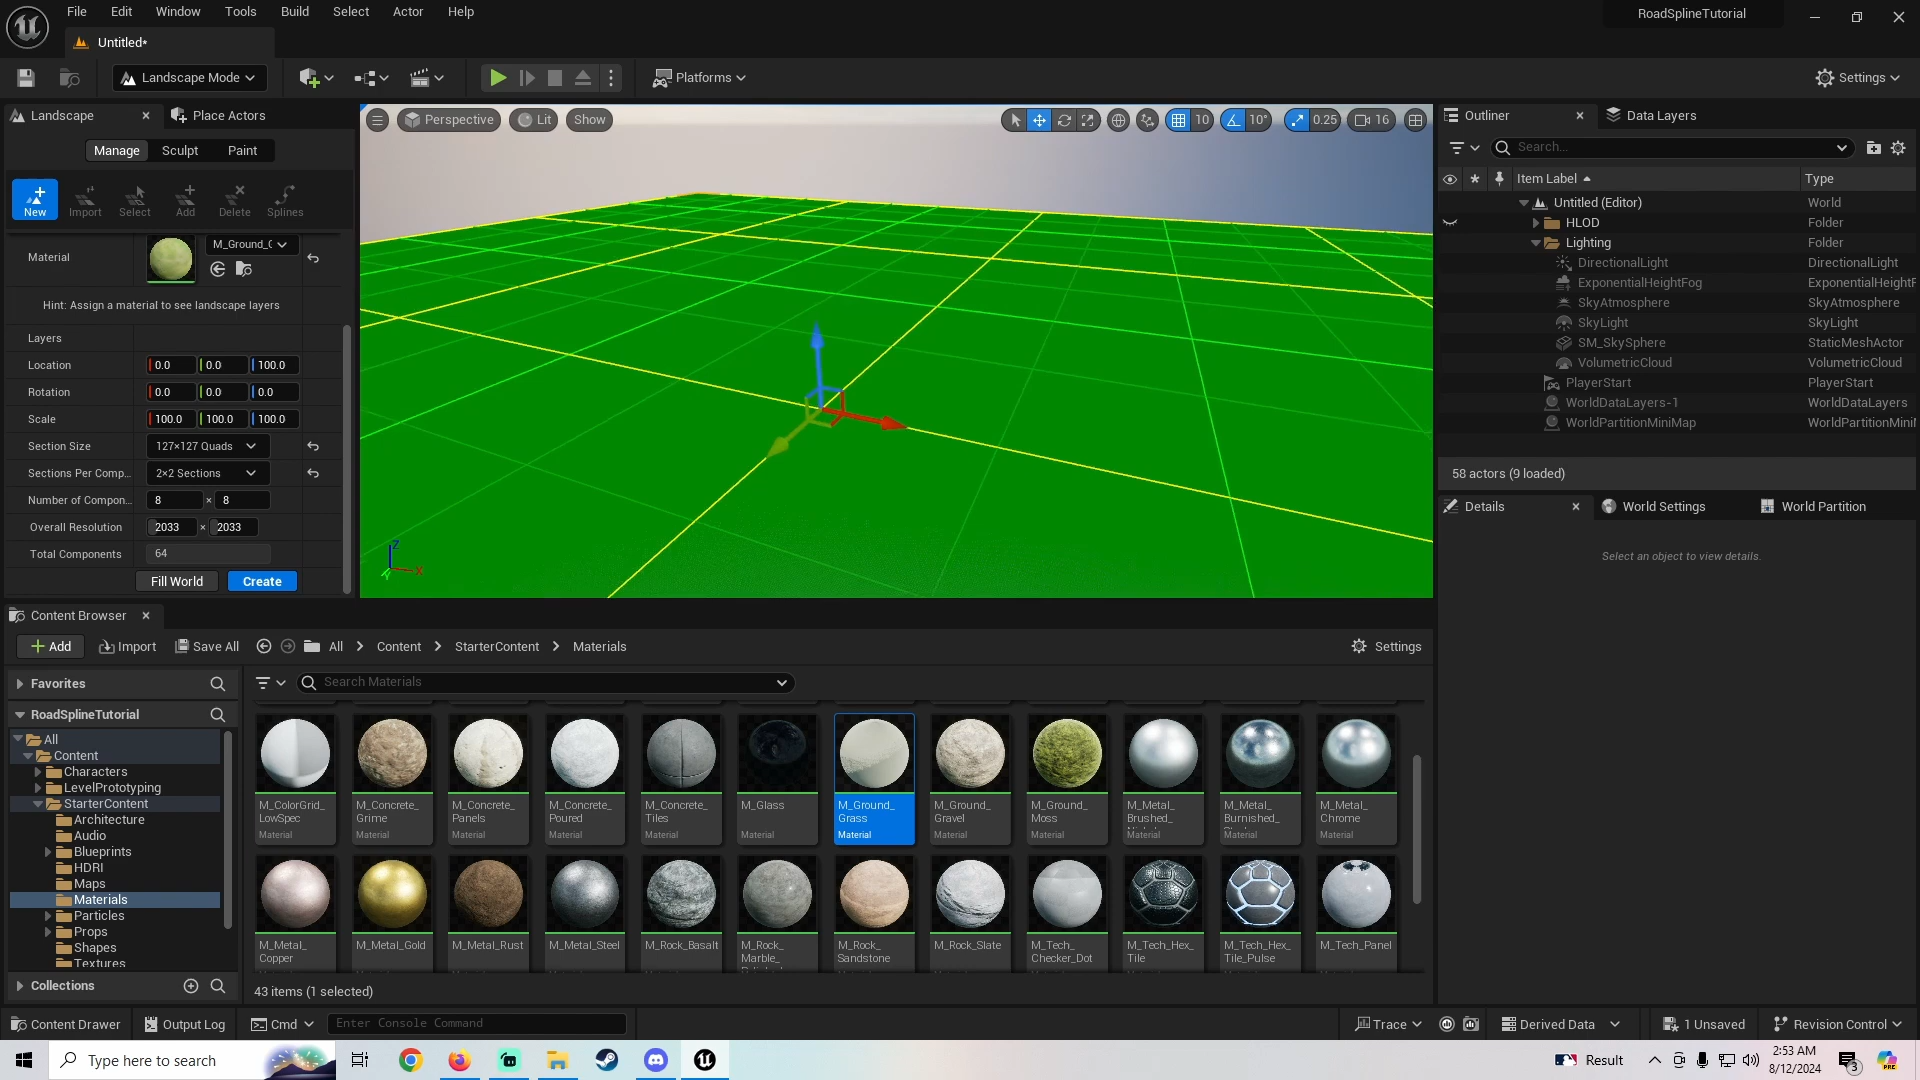 File Edit Window Tools Build Select Actor Help
RoadSplineTutorial
Untitled*
Landscape Mode
Platforms
Settings
Landscape
Place Actors
Manage Sculpt Paint
New Import Select Add Delete Splines
Material
M_Ground_G
Hint: Assign a material to see landscape layers
Layers
Location 0.0 0.0 100.0
Rotation 0.0 0.0 0.0
Scale 100.0 100.0 100.0
Section Size 127×127 Quads
Sections Per Comp... 2×2 Sections
Number of Compon... 8 × 8
Overall Resolution 2033 × 2033
Total Components 64
Fill World Create
Perspective Lit Show
10 10° 0.25 16
Z
X
Y
Outliner
Data Layers
Search...
Item Label Type
Untitled (Editor) World
HLOD Folder
Lighting Folder
DirectionalLight DirectionalLight
ExponentialHeightFog ExponentialHeightF
SkyAtmosphere SkyAtmosphere
SkyLight SkyLight
SM_SkySphere StaticMeshActor
VolumetricCloud VolumetricCloud
PlayerStart PlayerStart
WorldDataLayers-1 WorldDataLayers
WorldPartitionMiniMap WorldPartitionMini
58 actors (9 loaded)
Details
World Settings
World Partition
Select an object to view details.
Content Browser
Add Import Save All All Content StarterContent Materials
Settings
Favorites
Search Materials
RoadSplineTutorial
All
Content
Characters
LevelPrototyping
StarterContent
Architecture
Audio
Blueprints
HDRI
Maps
Materials
Particles
Props
Shapes
Textures
Collections
M_ColorGrid_
LowSpec
Material
M_Concrete_
Grime
Material
M_Concrete_
Panels
Material
M_Concrete_
Poured
Material
M_Concrete_
Tiles
Material
M_Glass
Material
M_Ground_
Grass
Material
M_Ground_
Gravel
Material
M_Ground_
Moss
Material
M_Metal_
Brushed_
Material
M_Metal_
Burnished_
Material
M_Metal_
Chrome
Material
M_Metal_
Copper
M_Metal_Gold
M_Metal_Rust
M_Metal_Steel
M_Rock_Basalt
M_Rock_
Marble_
M_Rock_
Sandstone
M_Rock_Slate
M_Tech_
Checker_Dot
M_Tech_Hex_
Tile
M_Tech_Hex_
Tile_Pulse
M_Tech_Panel
43 items (1 selected)
Content Drawer Output Log Cmd Enter Console Command
Trace Derived Data 1 Unsaved Revision Control
Type here to search
Result
2:53 AM
8/12/2024
3
PRE